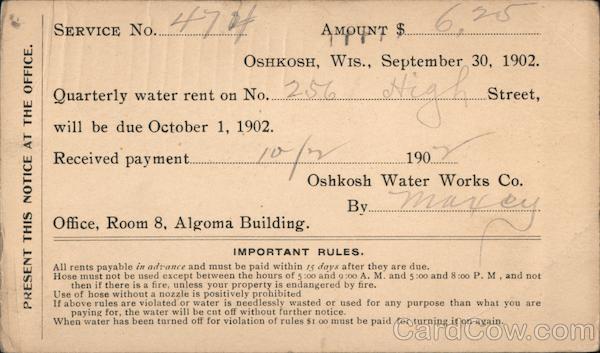 PRESENT THIS NOTICE AT THE OFFICE.
SERVICE No. 474 AMOUNT $ 6,25
OSHKOSH, WIS., SEPTEMBER 30, 1902.
Quarterly water rent on No. 256 High Street,
will be due October 1, 1902.
Received payment 10/2 1902
Oshkosh Water Works Co.
By Maxey
Office, Room 8, Algoma Building.
IMPORTANT RULES.
All rents payable in advance and must be paid within 15 days after they are due.
Hose must not be used except between the hours of 5:00 and 9:00 A. M. and 5:00 and 8:00 P. M , and not
then if there is fire, unless your property is endangered by fire.
Use of hose without a nozzle is positively prohibited
If above rules are violated or water is needlessly wasted or used for any purpose than what you are
paying for, the water will be cut off without further notice.
When water has been turned off for violation of rules $1 00 must be paid for turning it on again.
CardCow.com